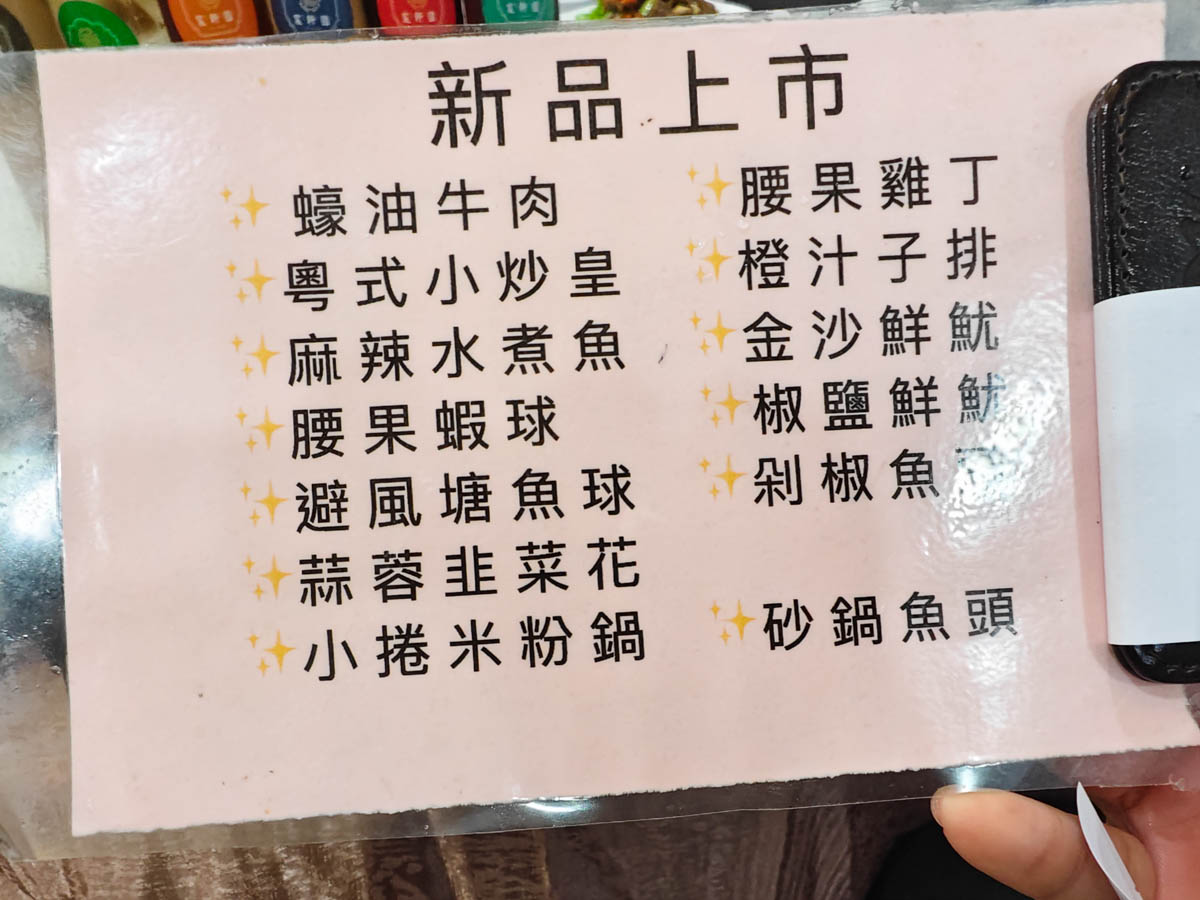 新品上市
蠔油牛肉
粵式小炒皇
麻辣水煮魚
腰果蝦球
避風塘魚球
蒜蓉韭菜花
小捲米粉鍋
腰果雞丁
橙汁子排
金沙鮮魷
椒鹽鮮魷
剁椒魚
砂鍋魚頭